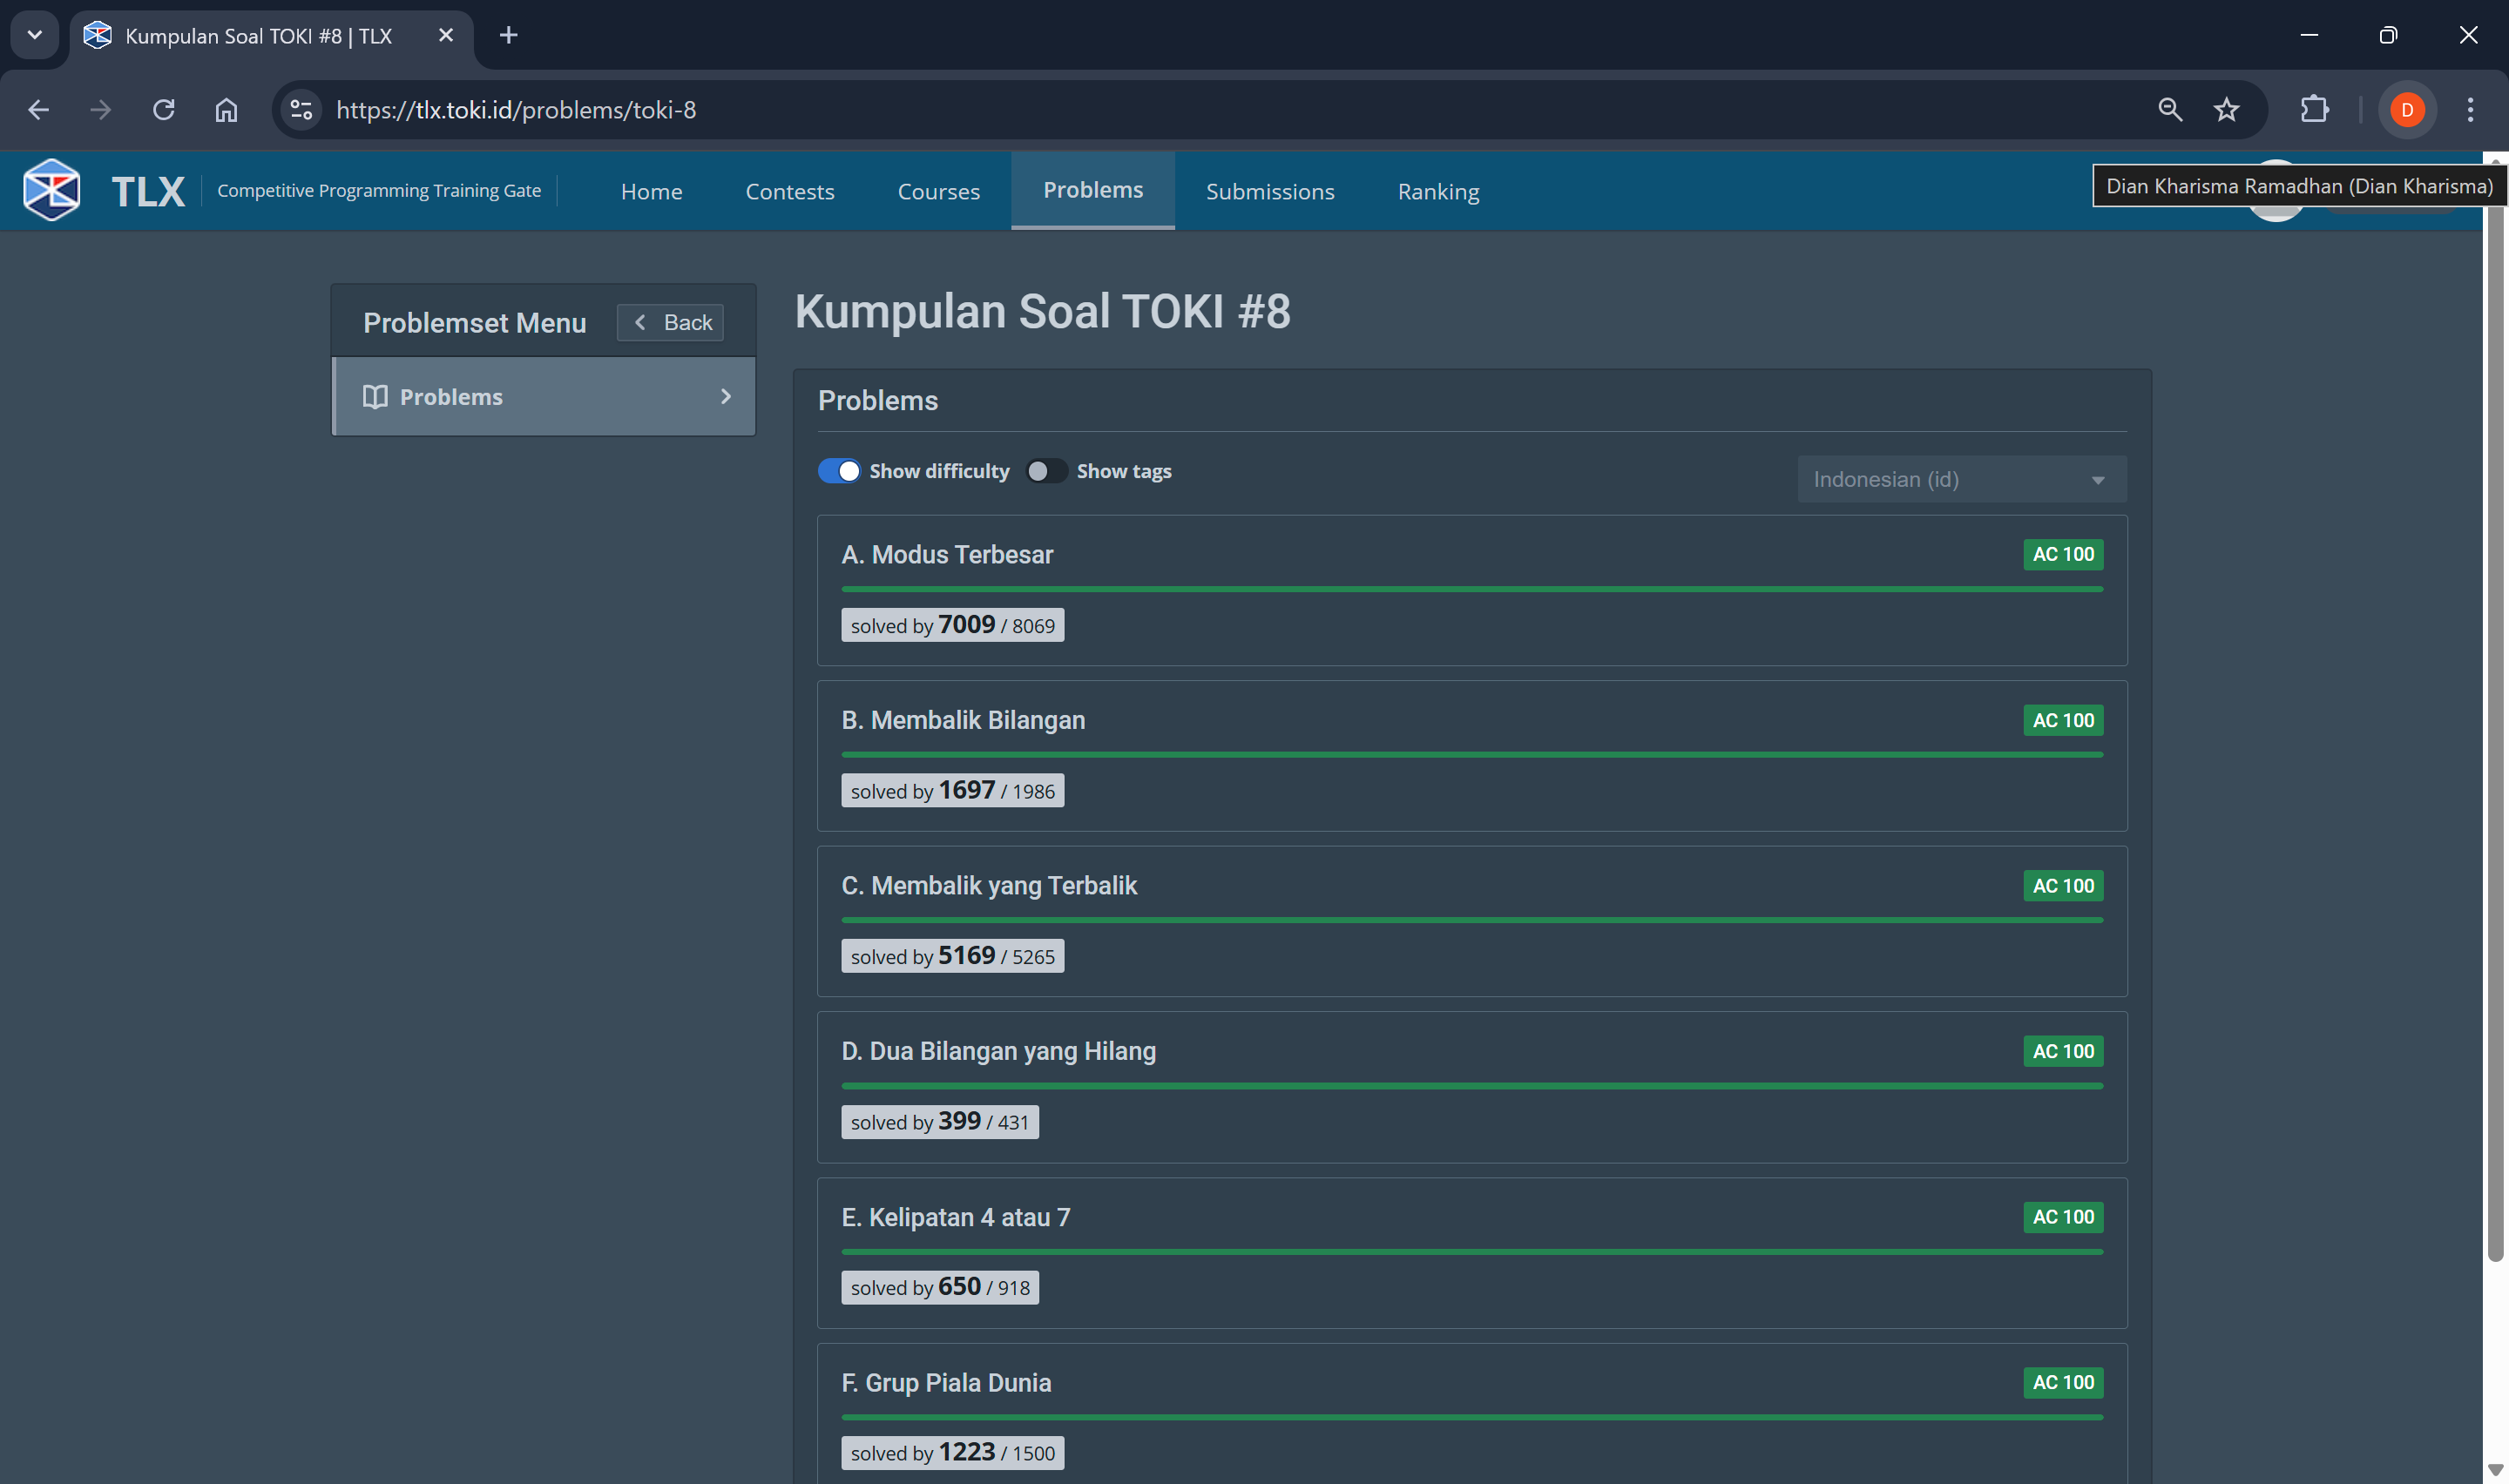 Kumpulan Soal TOKI #8 | TLX
https://tlx.toki.id/problems/toki-8
D
TLX
Competitive Programming Training Gate
Home
Contests
Courses
Problems
Submissions
Ranking
Dian Kharisma Ramadhan (Dian Kharisma)
Problemset Menu
Back
Problems
Kumpulan Soal TOKI #8
Problems
Show difficulty
Show tags
Indonesian (id)
A. Modus Terbesar
AC 100
solved by 7009 / 8069
B. Membalik Bilangan
AC 100
solved by 1697 / 1986
C. Membalik yang Terbalik
AC 100
solved by 5169 / 5265
D. Dua Bilangan yang Hilang
AC 100
solved by 399 / 431
E. Kelipatan 4 atau 7
AC 100
solved by 650 / 918
F. Grup Piala Dunia
AC 100
solved by 1223 / 1500